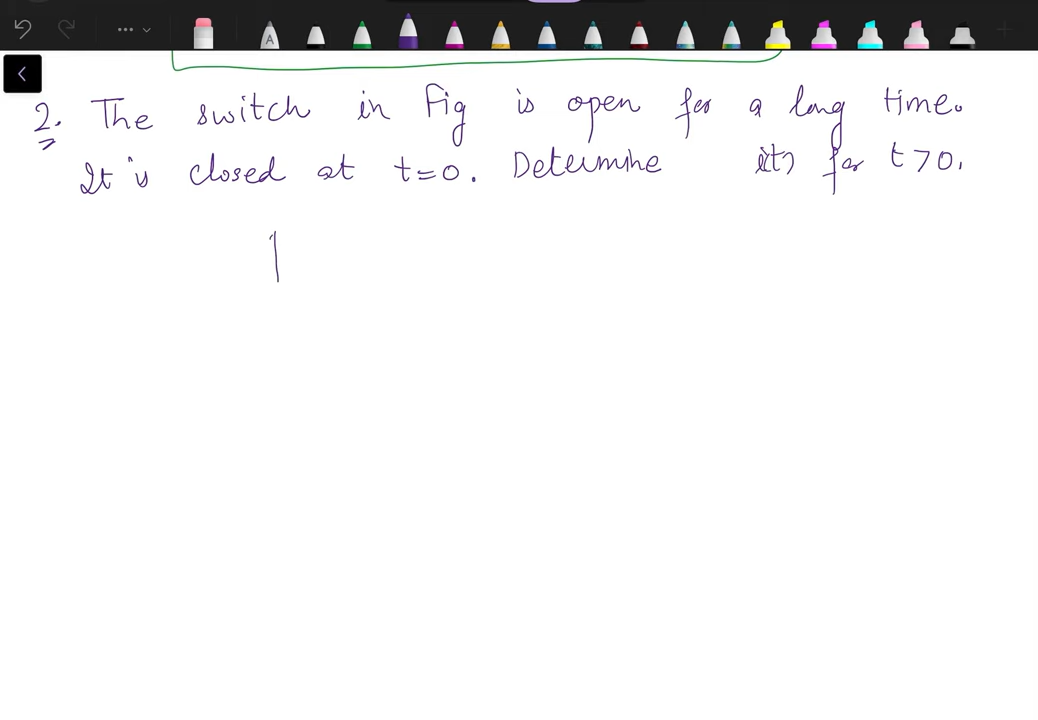 2. The switch in Fig is open for a long time.
It is closed at t=0. Determine i(t) for t>0.